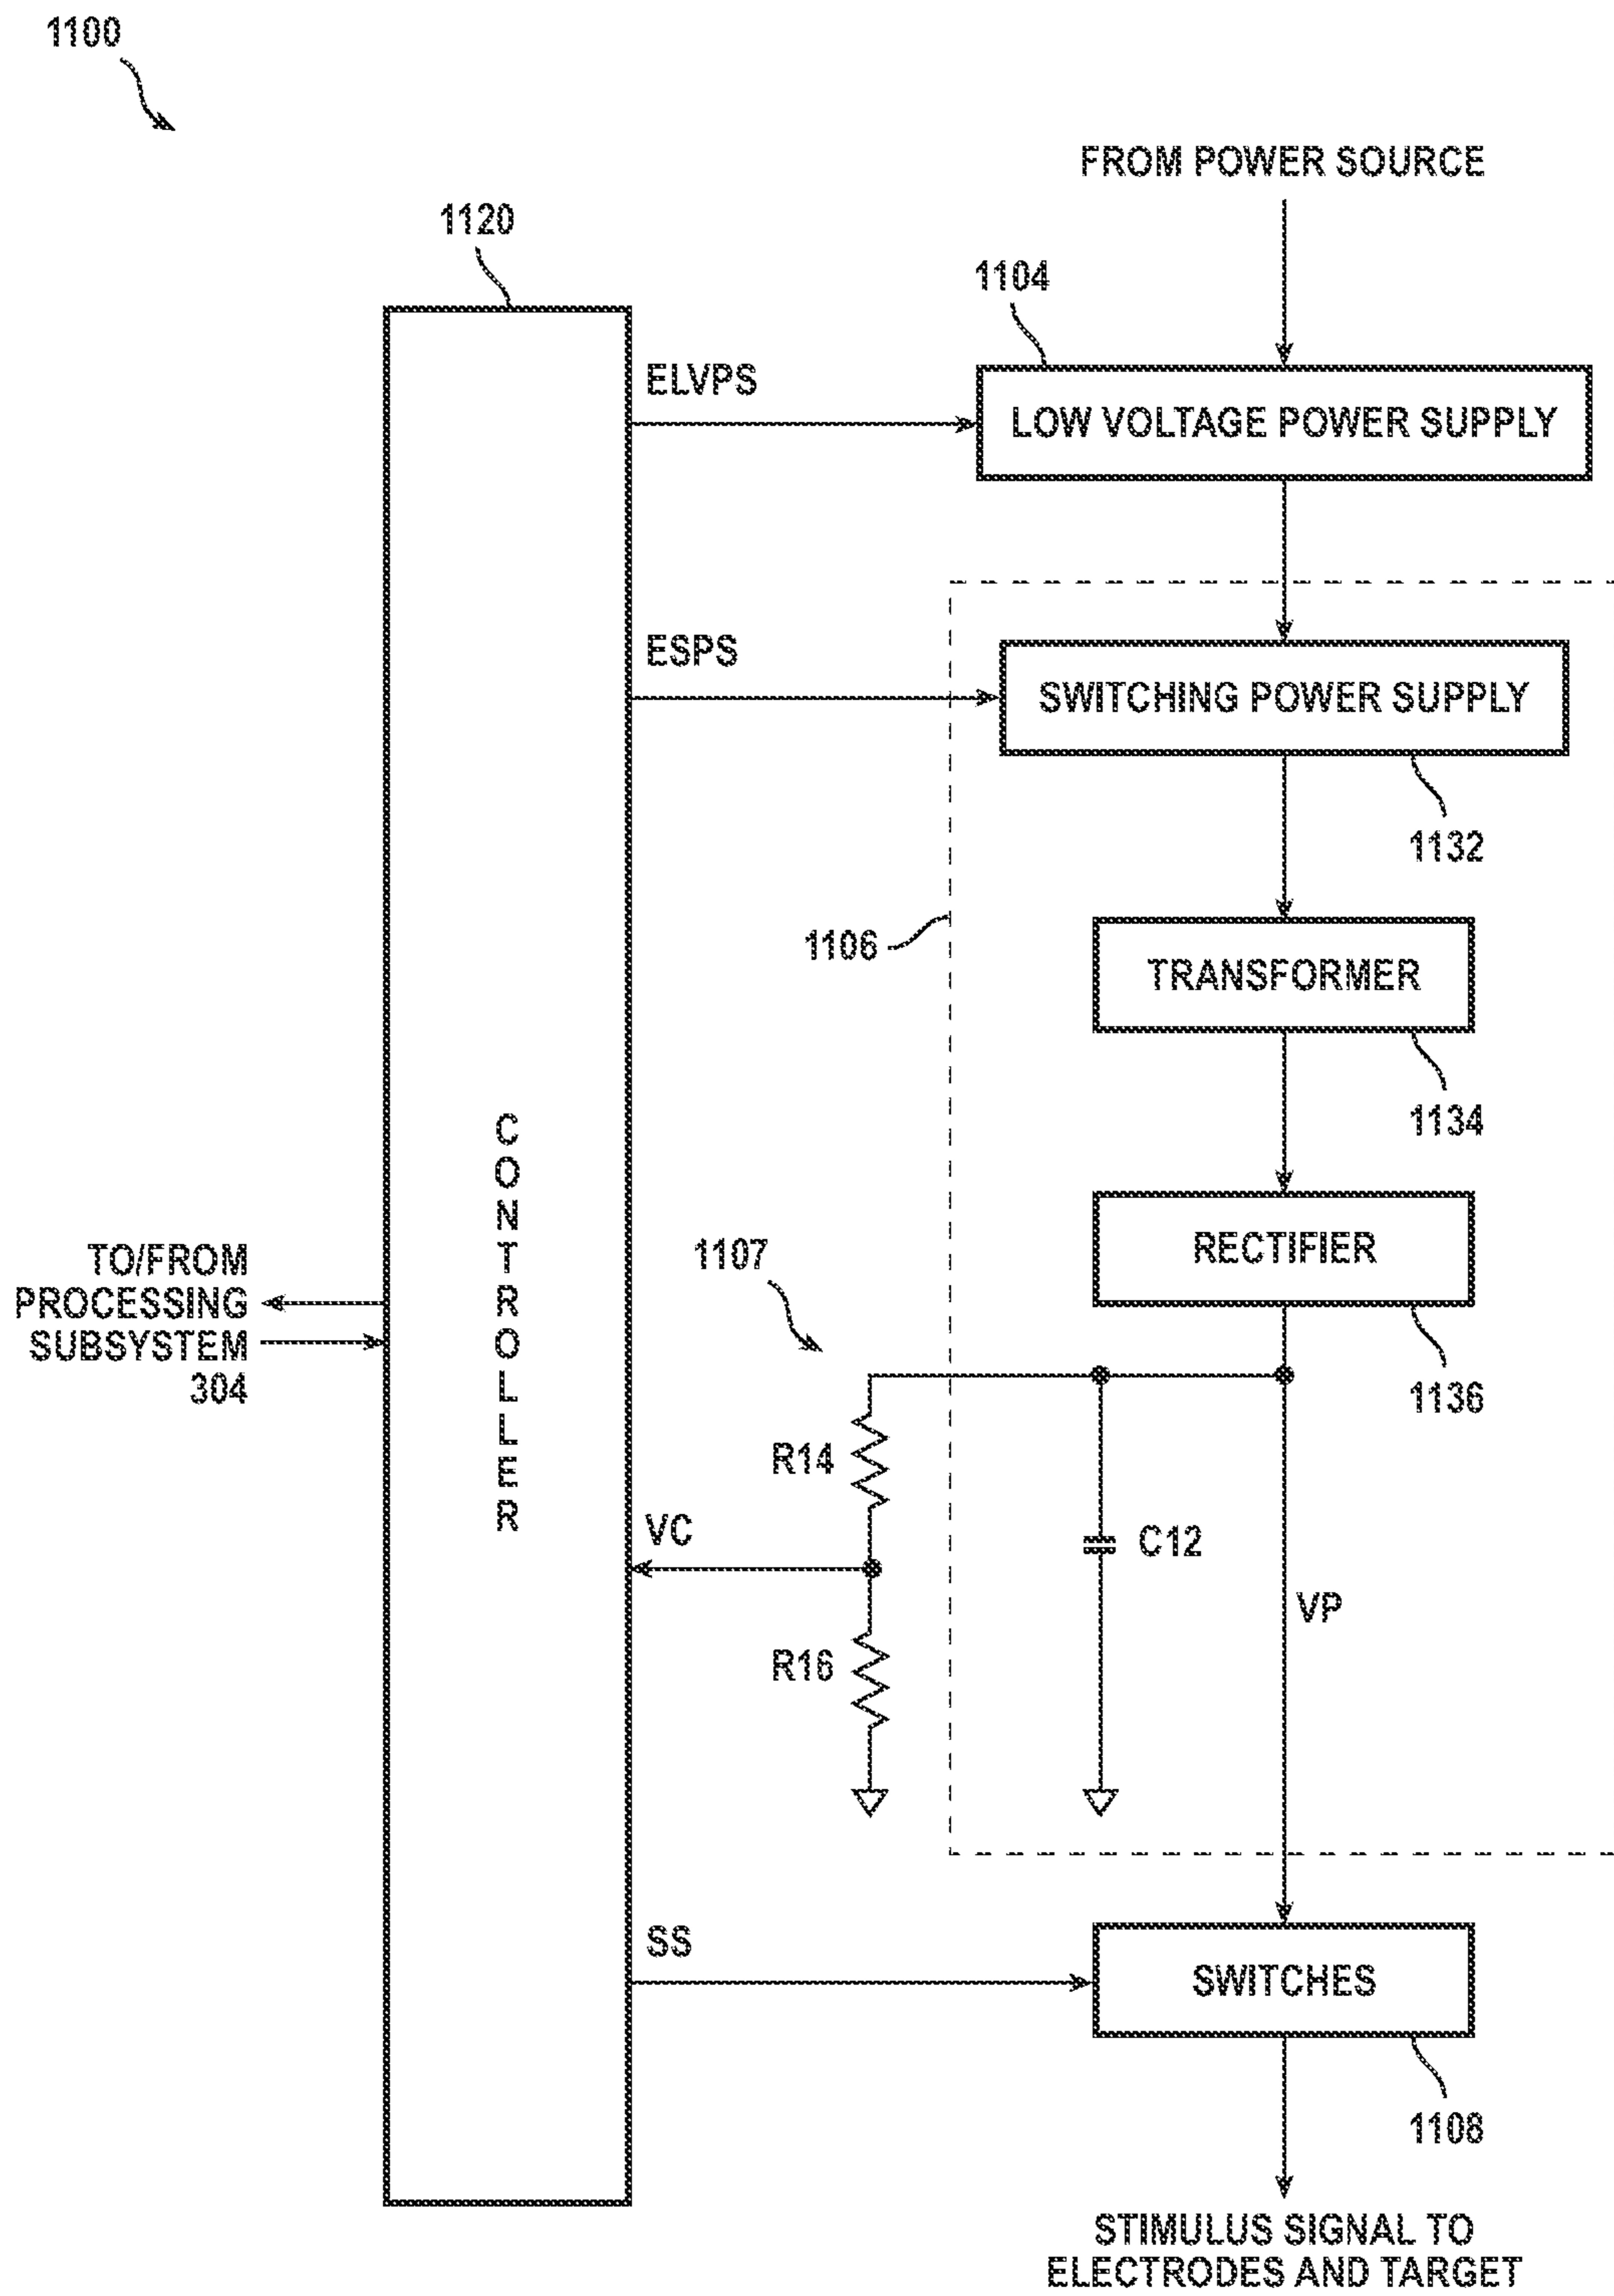 1100
FROM POWER SOURCE
1120
1104
ELVPS
LOW VOLTAGE POWER SUPPLY
ESPS
SWITCHING POWER SUPPLY
1132
1106
TRANSFORMER
1134
CONTROLLER
RECTIFIER
1107
TO/FROM
PROCESSING
SUBSYSTEM
304
1136
R14
VC
C12
VP
R16
SS
SWITCHES
1108
STIMULUS SIGNAL TO
ELECTRODES AND TARGET